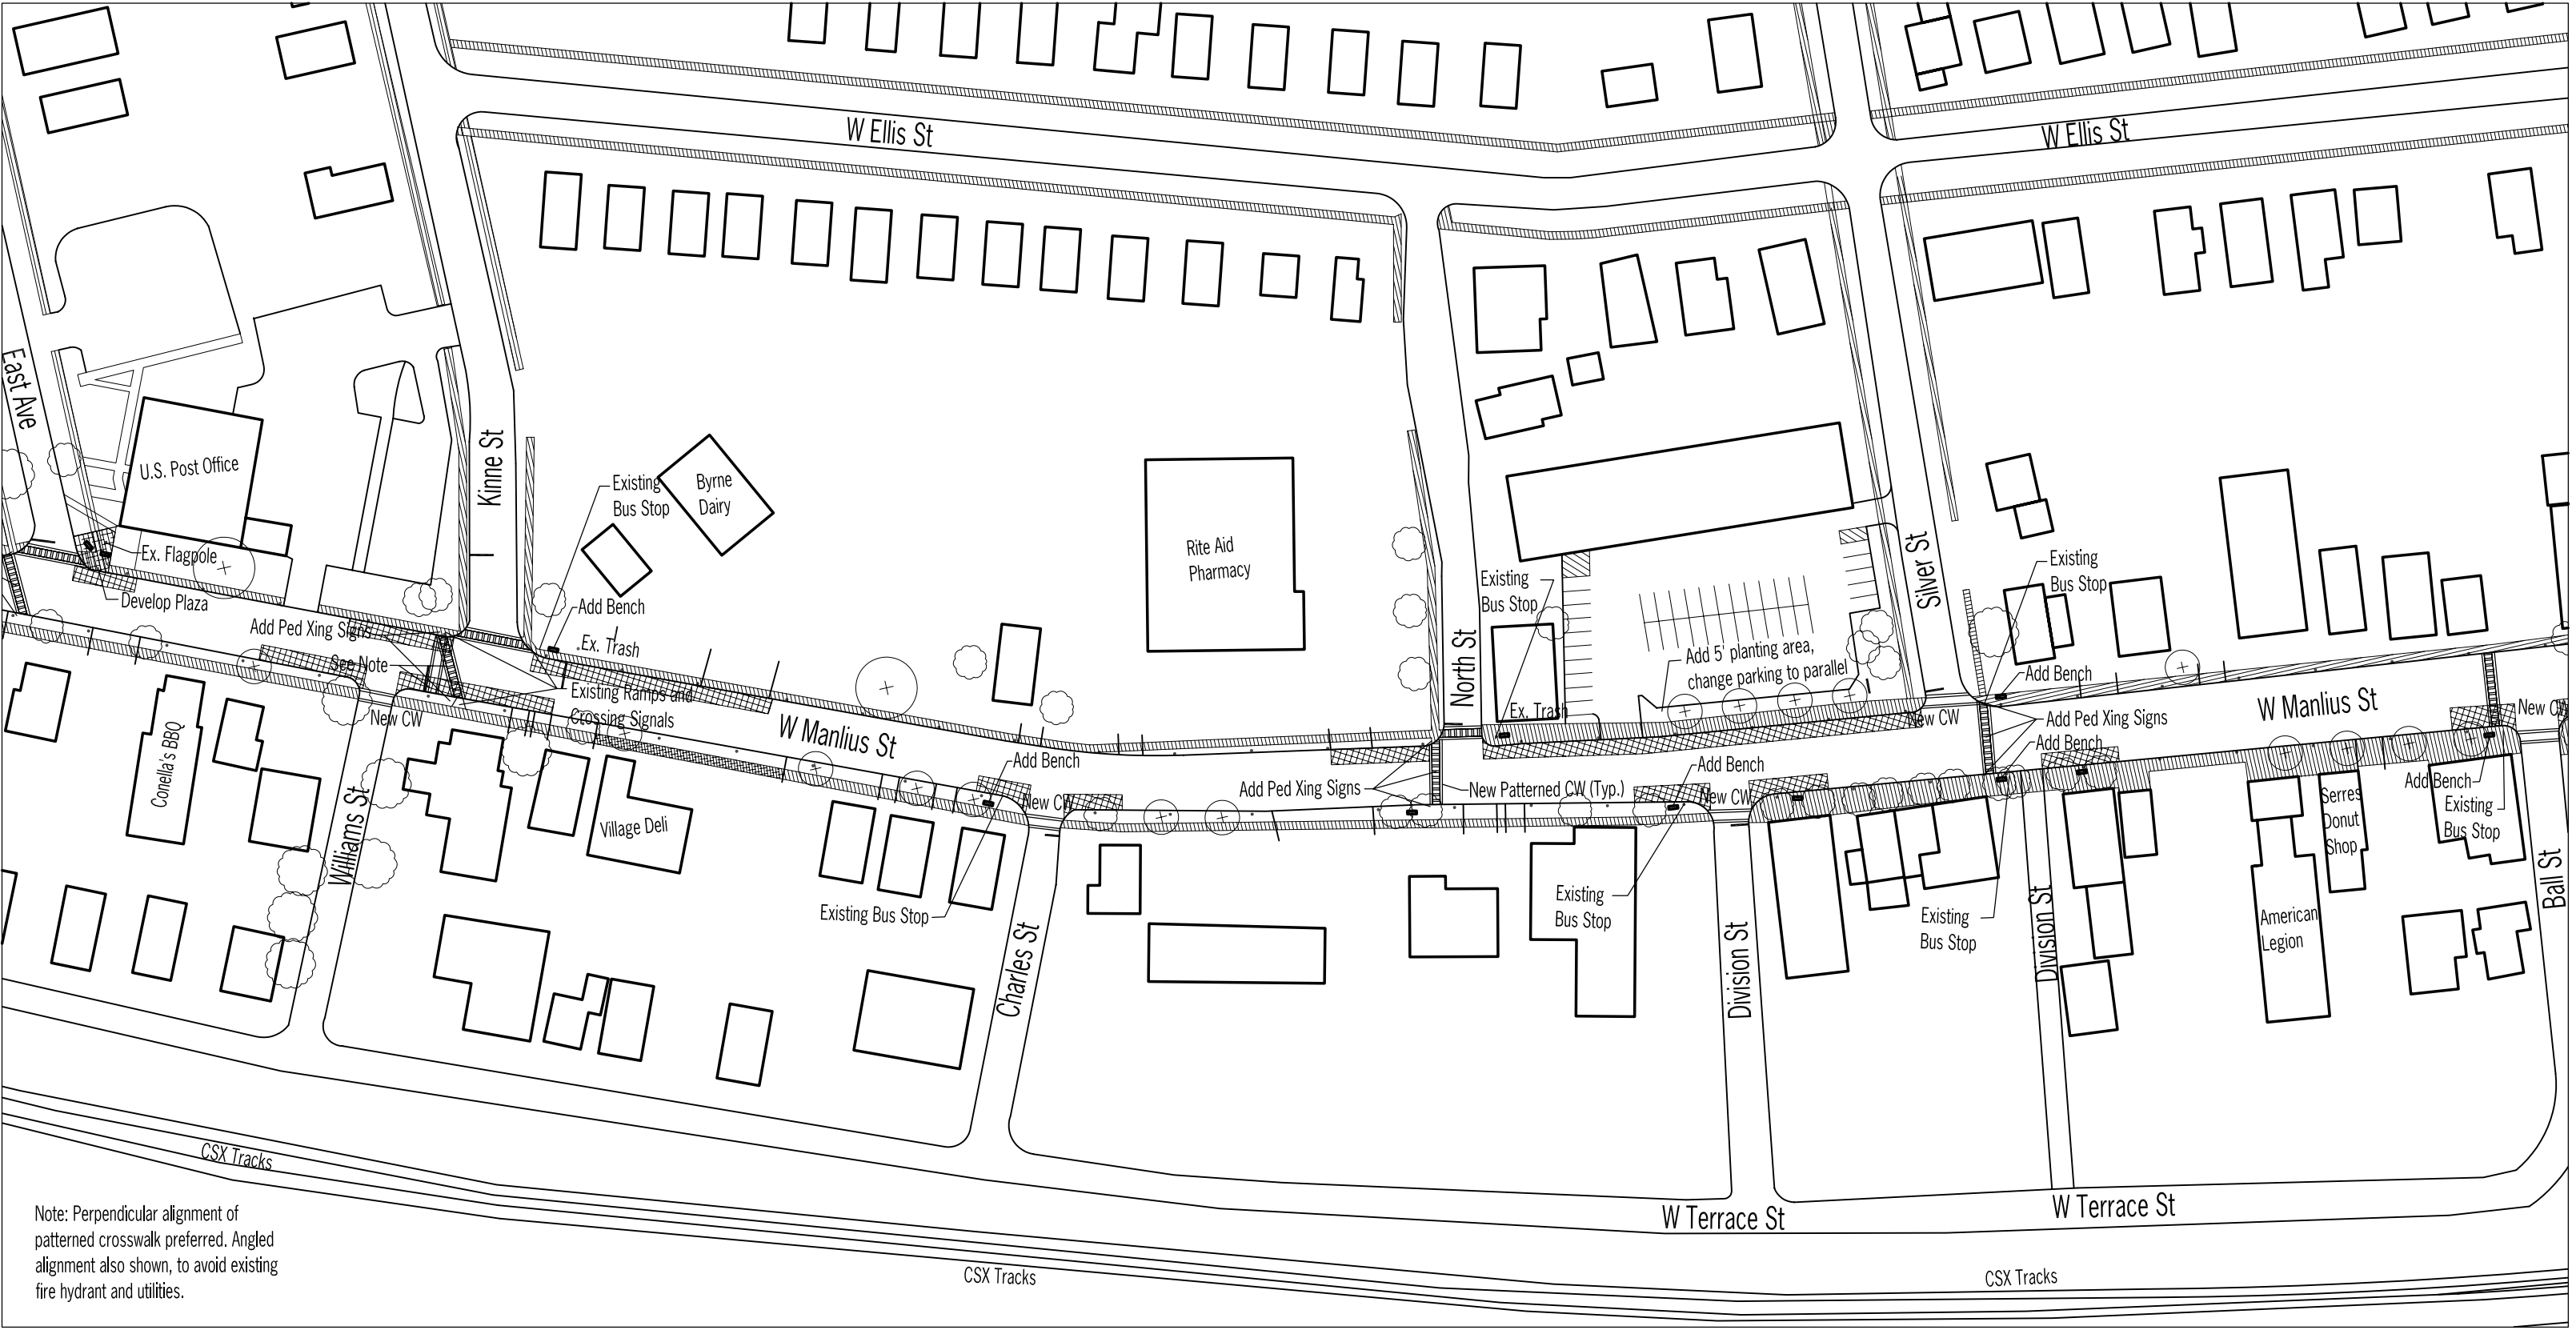 W Ellis St
W Ellis St
East Ave
U.S. Post Office
Kinne St
Existing
Bus Stop
Byrne
Dairy
Rite Aid
Pharmacy
Silver St
Existing
Bus Stop
Existing
Bus Stop
Ex. Flagpole
Develop Plaza
Add Bench
Ex. Trash
Add Ped Xing Signs
See Note
North St
Add 5' planting area,
change parking to parallel
Existing Ramps and
Crossing Signals
New CW
W Manlius St
Add Bench
Ex. Trash
New CW
Add Bench
Add Ped Xing Signs
Add Bench
W Manlius St
New CW
Conella's BBQ
Williams St
Village Deli
New CW
Add Ped Xing Signs
New Patterned CW (Typ.)
Add Bench
New CW
Add Bench
Existing
Bus Stop
Serres
Donut
Shop
Existing Bus Stop
Charles St
Existing
Bus Stop
Division St
Existing
Bus Stop
Division St
American
Legion
Ball St
CSX Tracks
W Terrace St
W Terrace St
CSX Tracks
CSX Tracks
Note: Perpendicular alignment of
patterned crosswalk preferred. Angled
alignment also shown, to avoid existing
fire hydrant and utilities.